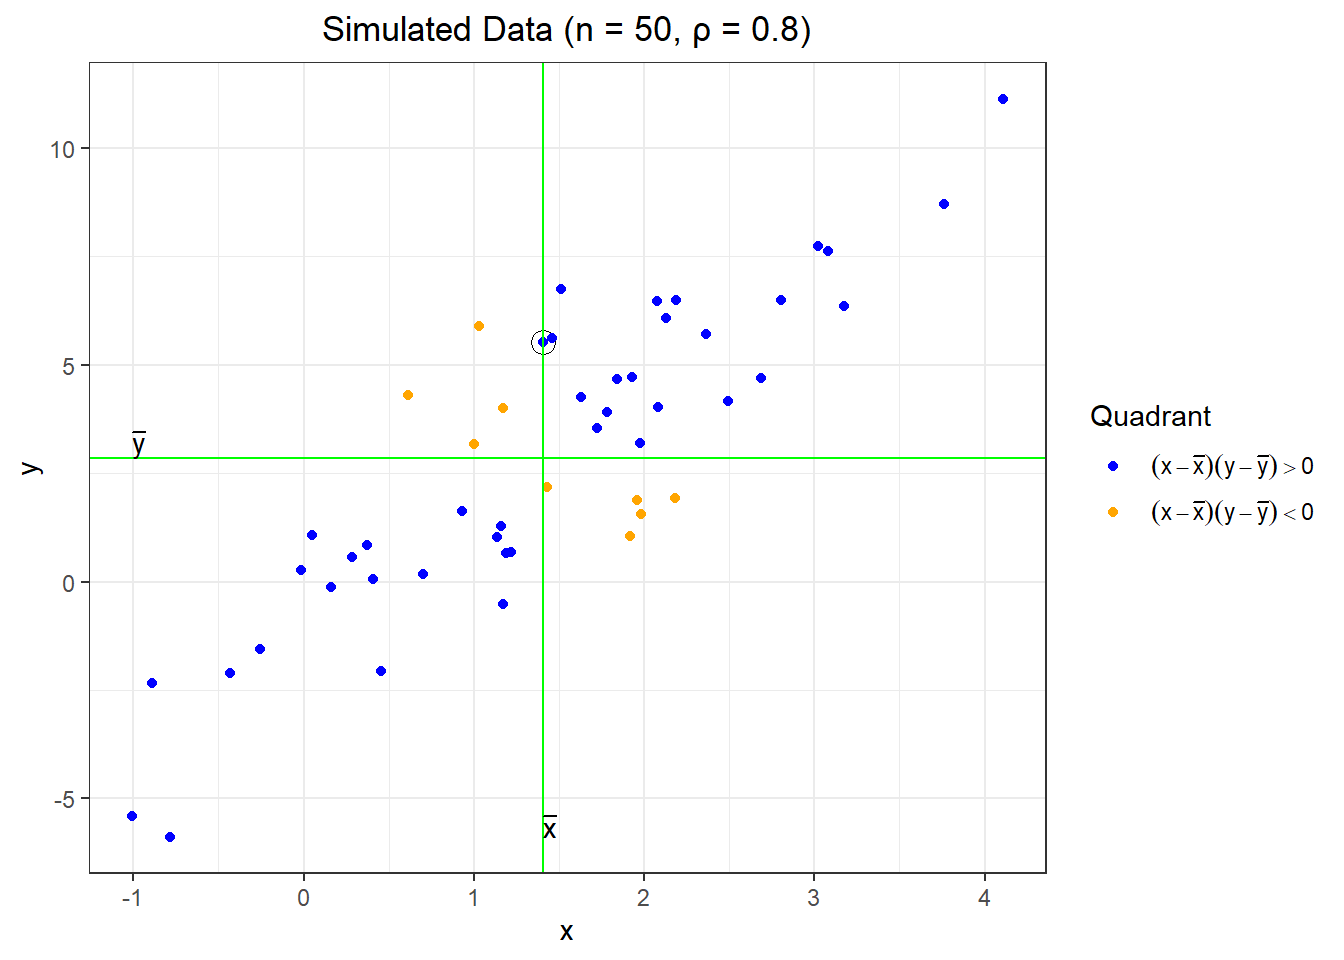 Simulated Data (n = 50, ρ = 0.8)
10
5
0
-5
y
y̅
x̅
-1
0
1
2
3
4
x
Quadrant
(x − x̅)(y − y̅) > 0
(x − x̅)(y − y̅) < 0